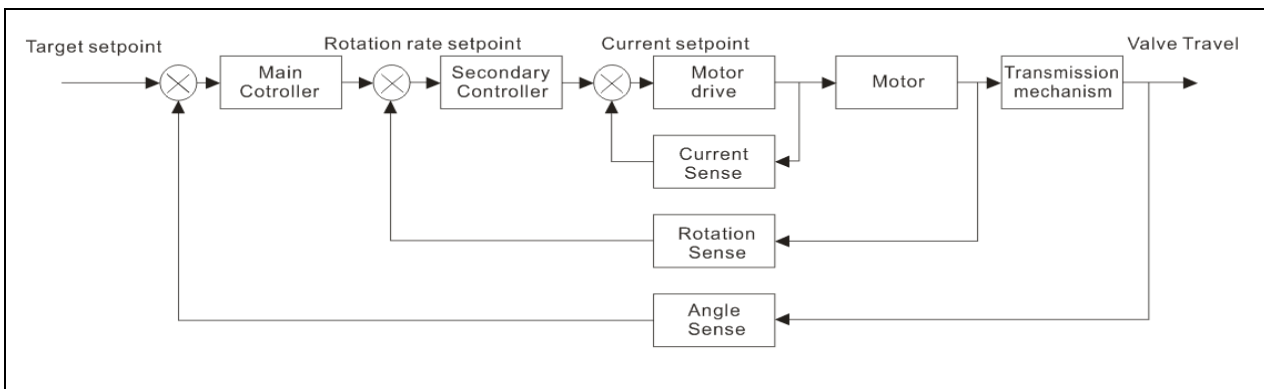 Target setpoint
Rotation rate setpoint
Current setpoint
Valve Travel
Main
Cotroller
Secondary
Controller
Motor
drive
Motor
Transmission
mechanism
Current
Sense
Rotation
Sense
Angle
Sense